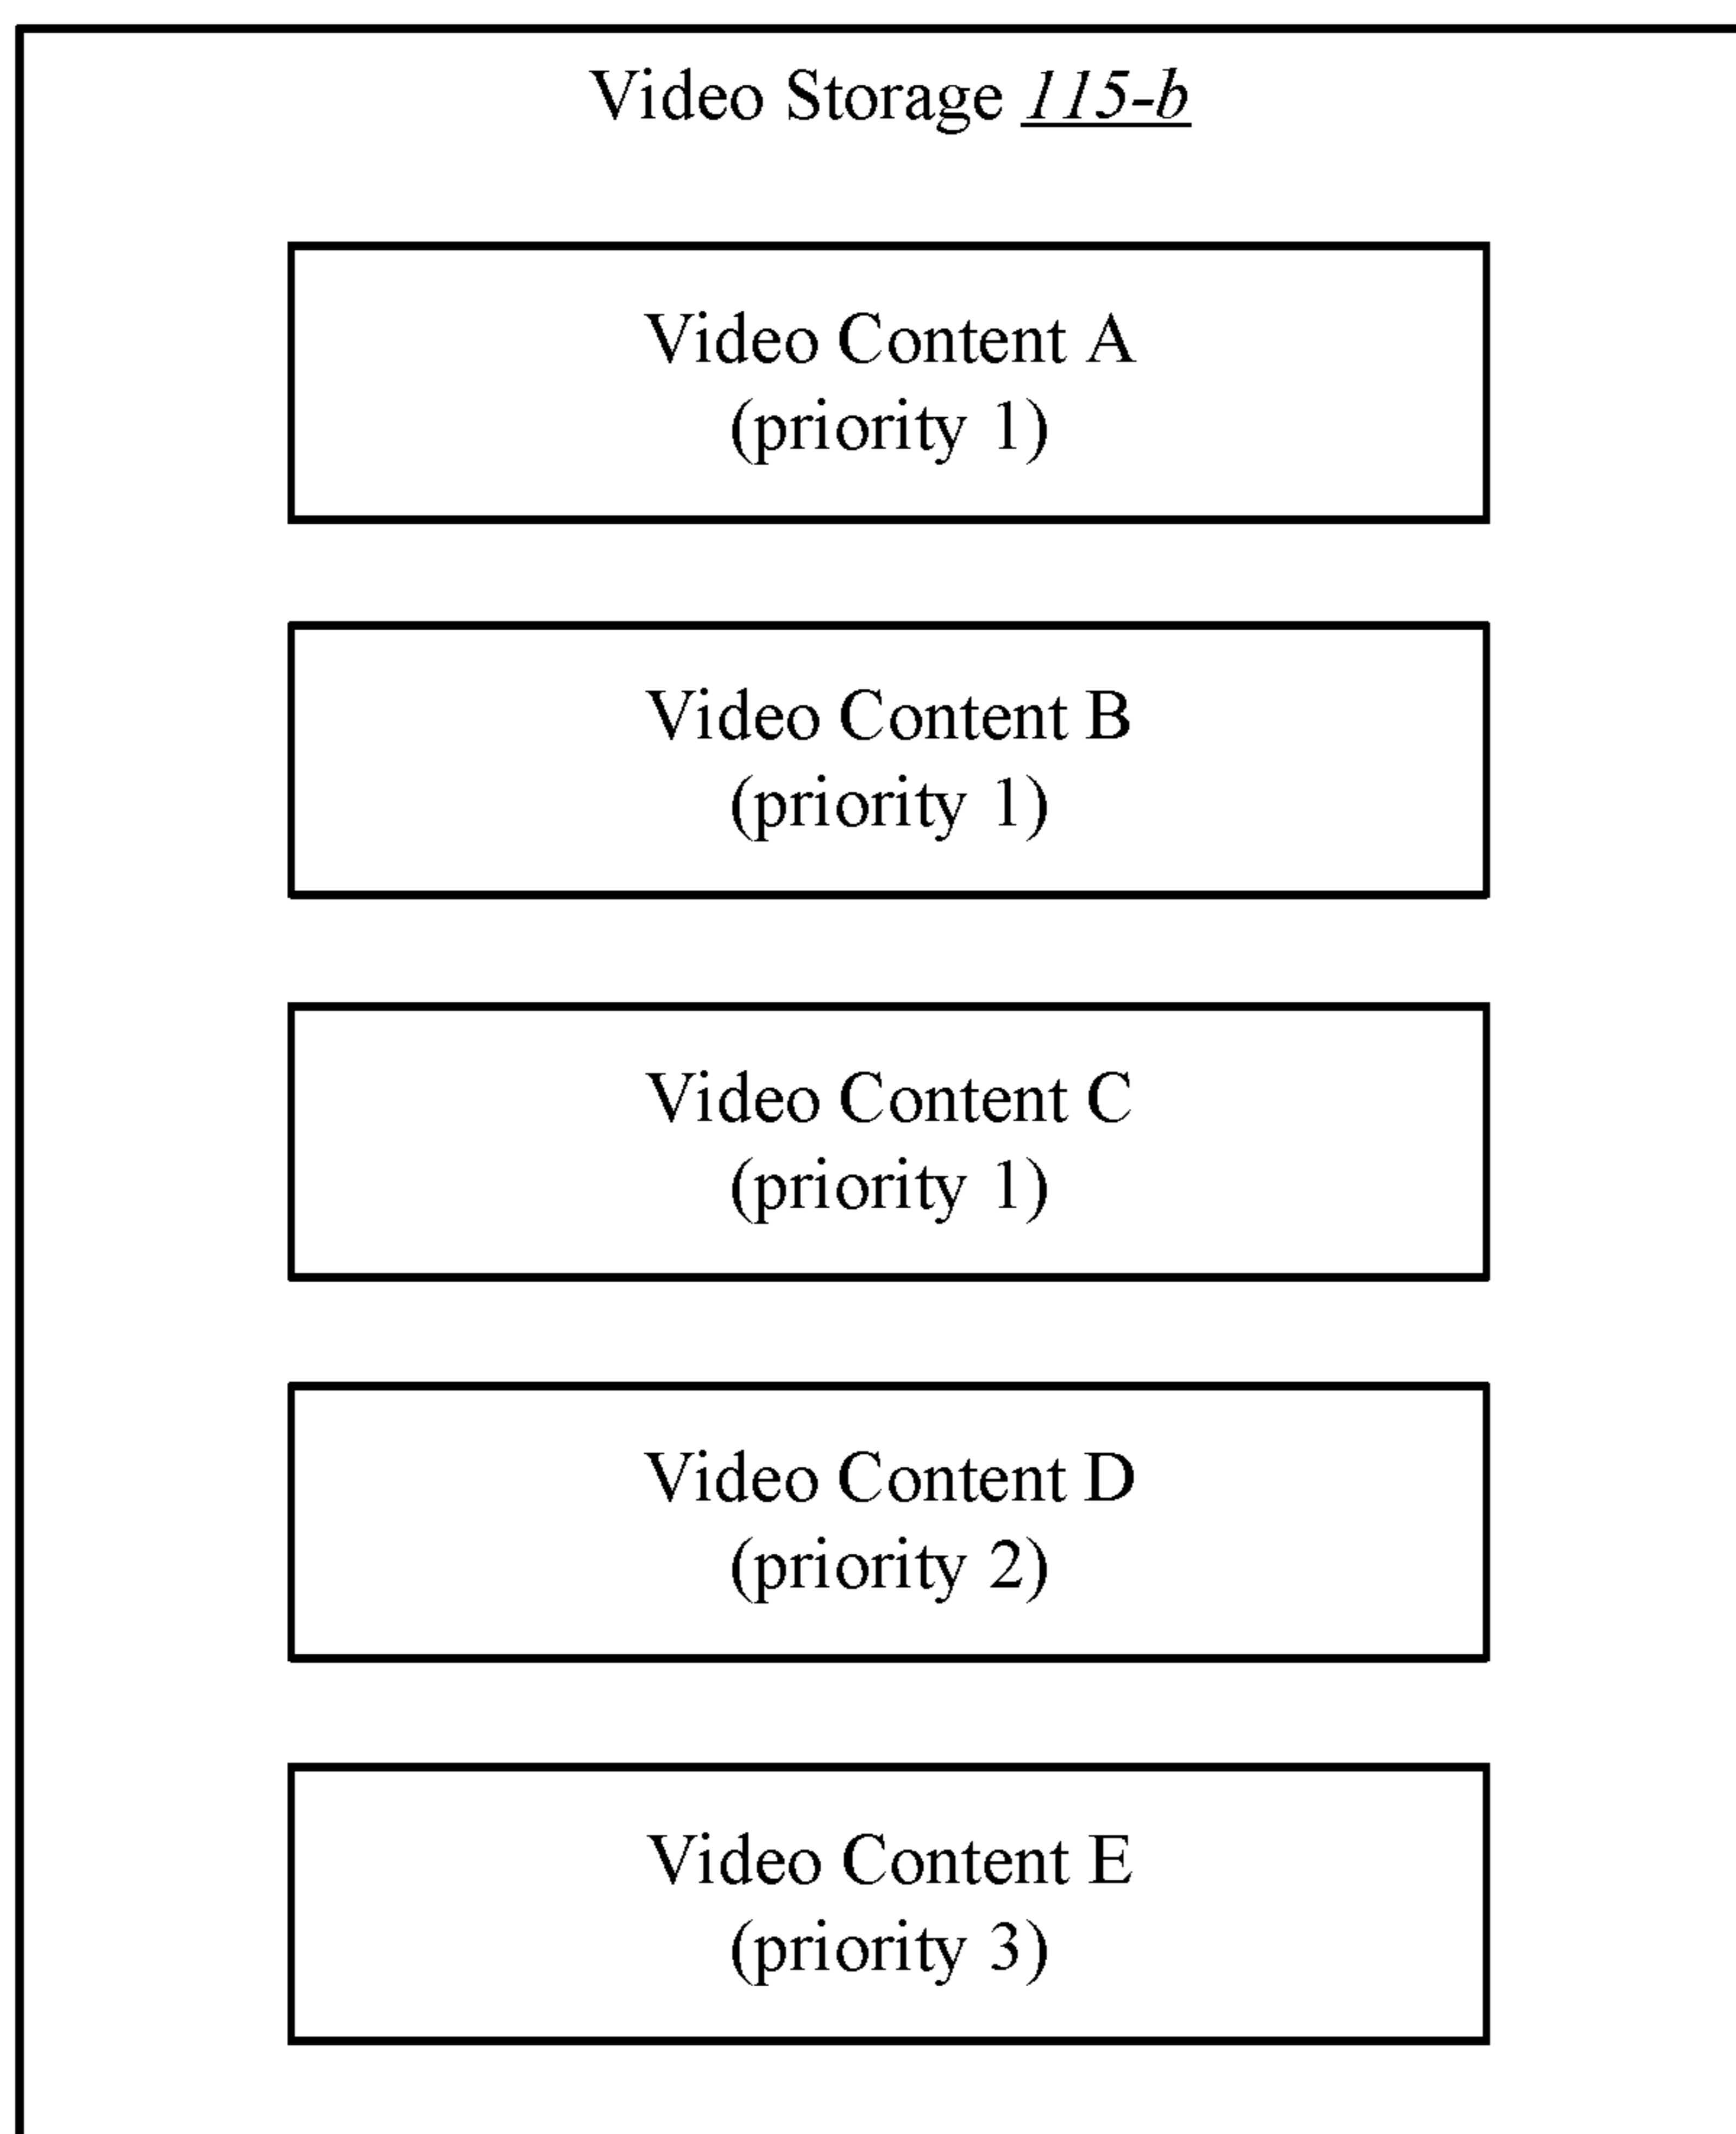 Video Storage 115-b
Video Content A
(priority 1)
Video Content B
(priority 1)
Video Content C
(priority 1)
Video Content D
(priority 2)
Video Content E
(priority 3)